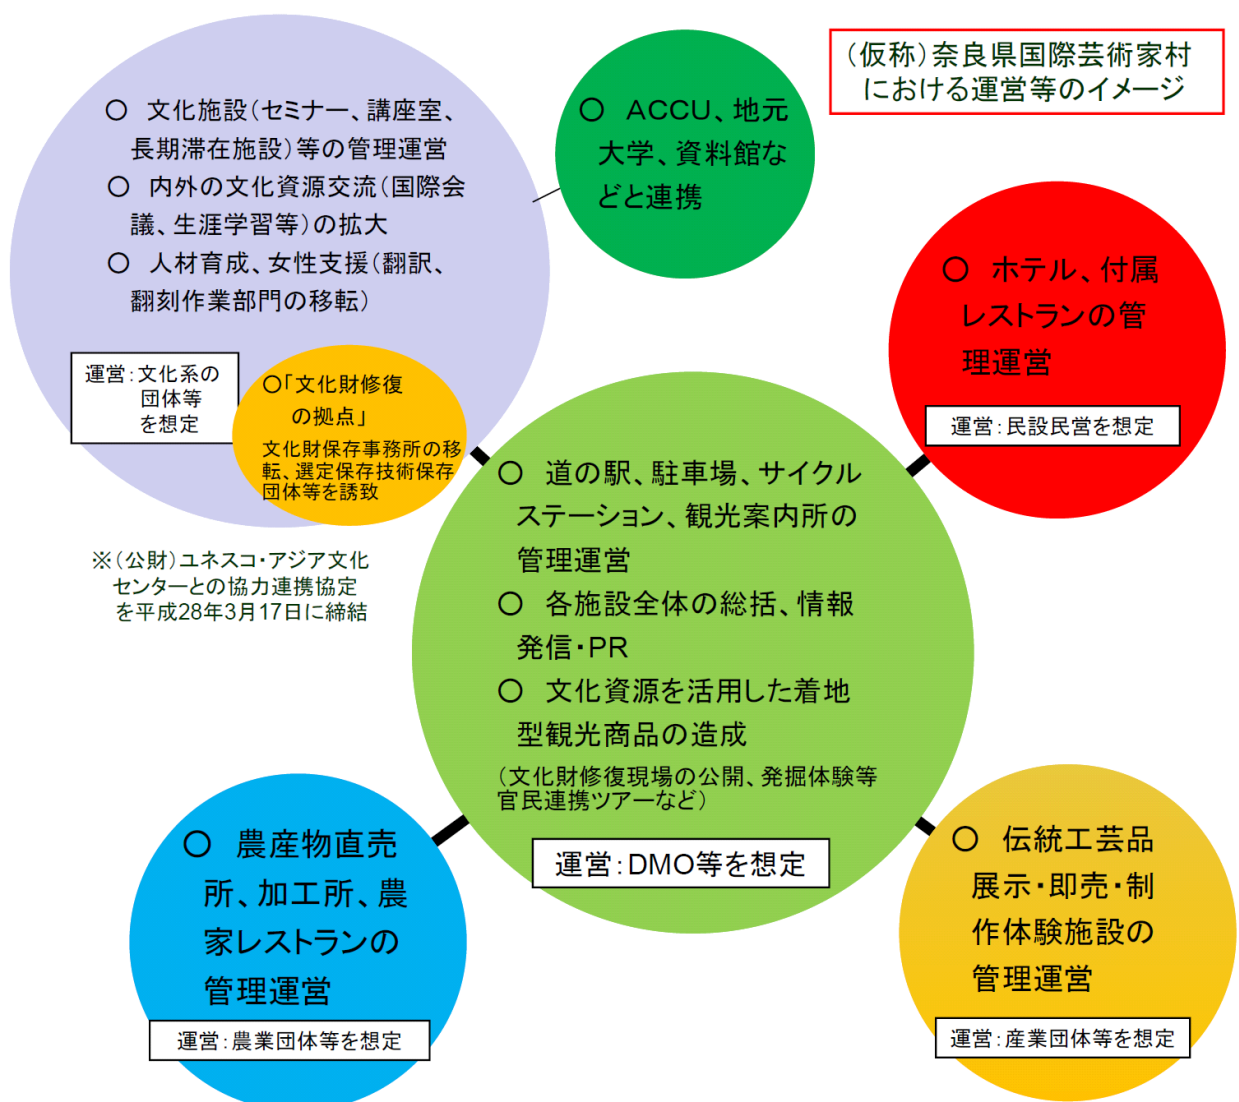 (仮称)奈良県国際芸術家村
における運営等のイメージ
○ 文化施設(セミナー、講座室、
長期滞在施設)等の管理運営
○ 内外の文化資源交流(国際会
議、生涯学習等)の拡大
○ 人材育成、女性支援(翻訳、
翻刻作業部門の移転)
運営:文化系の
団体等
を想定
○「文化財修復
の拠点」
文化財保存事務所の移
転、選定保存技術保存
団体等を誘致
※(公財)ユネスコ・アジア文化
センターとの協力連携協定
を平成28年3月17日に締結
○ ACCU、地元
大学、資料館な
どと連携
○ ホテル、付属
レストランの管
理運営
運営:民設民営を想定
○ 道の駅、駐車場、サイクル
ステーション、観光案内所の
管理運営
○ 各施設全体の総括、情報
発信・PR
○ 文化資源を活用した着地
型観光商品の造成
(文化財修復現場の公開、発掘体験等
官民連携ツアーなど)
運営:DMO等を想定
○ 農産物直売
所、加工所、農
家レストランの
管理運営
運営:農業団体等を想定
○ 伝統工芸品
展示・即売・制
作体験施設の
管理運営
運営:産業団体等を想定